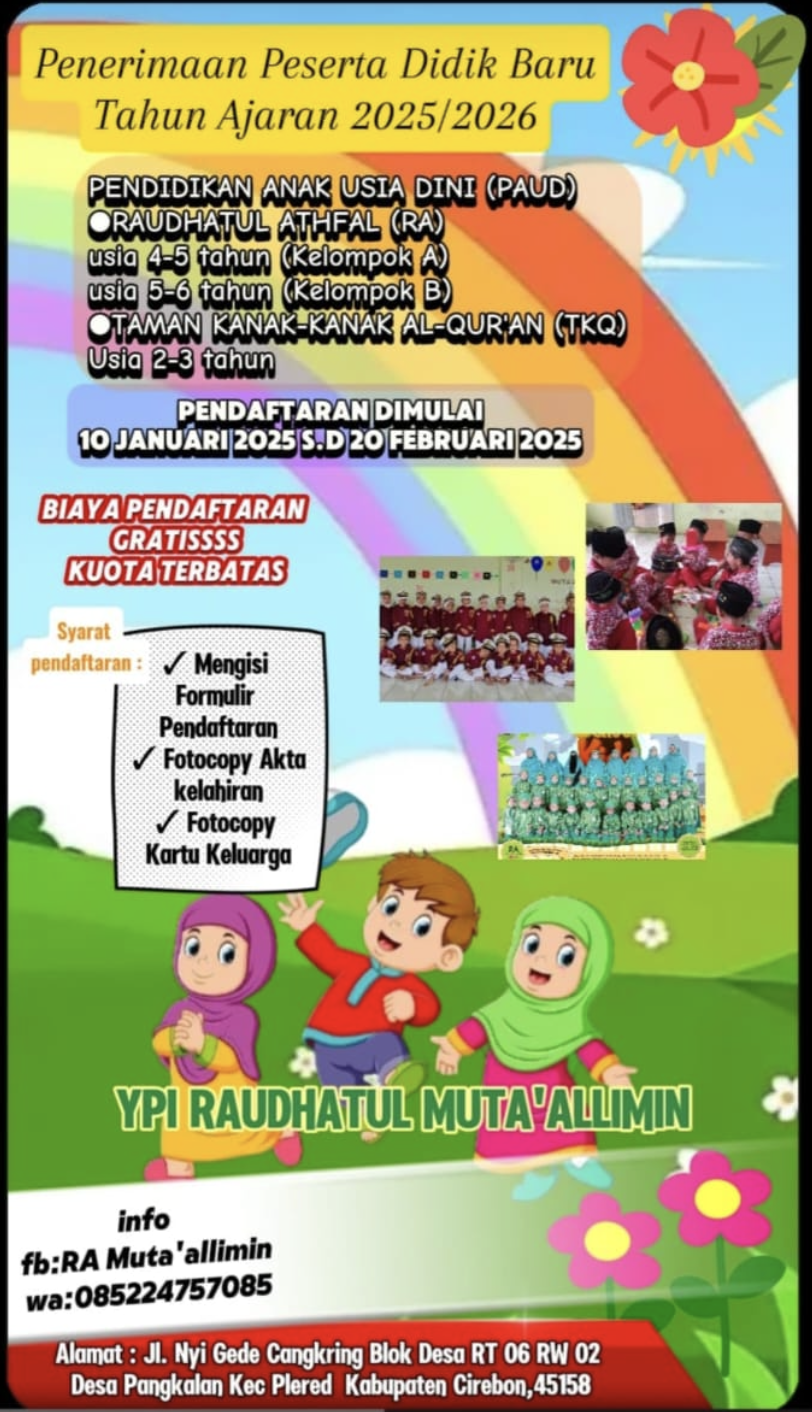 Penerimaan Peserta Didik Baru
Tahun Ajaran 2025/2026
PENDIDIKAN ANAK USIA DINI (PAUD)
●RAUDHATUL ATHFAL (RA)
usia 4-5 tahun (Kelompok A)
usia 5-6 tahun (Kelompok B)
●TAMAN KANAK-KANAK AL-QUR'AN (TKQ)
Usia 2-3 tahun
PENDAFTARAN DIMULAI
10 JANUARI 2025 S.D 20 FEBRUARI 2025
BIAYA PENDAFTARAN
GRATISSSS
KUOTA TERBATAS
Syarat
pendaftaran :
✓ Mengisi
Formulir
Pendaftaran
✓ Fotocopy Akta
kelahiran
✓ Fotocopy
Kartu Keluarga
RA
YPI RAUDHATUL MUTA'ALLIMIN
info
fb:RA Muta'allimin
wa:085224757085
Alamat : Jl. Nyi Gede Cangkring Blok Desa RT 06 RW 02
Desa Pangkalan Kec Plered Kabupaten Cirebon,45158